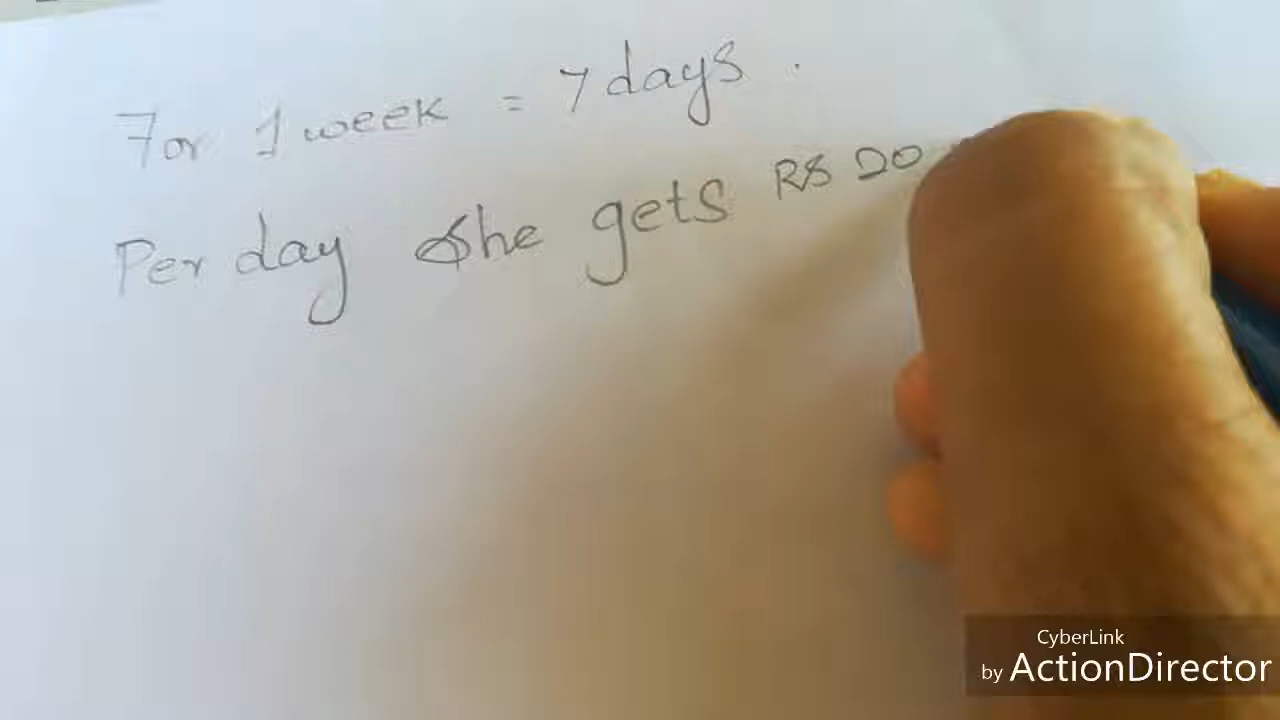 For 1 week = 7 days.
Per day she gets RS 20
CyberLink
by ActionDirector